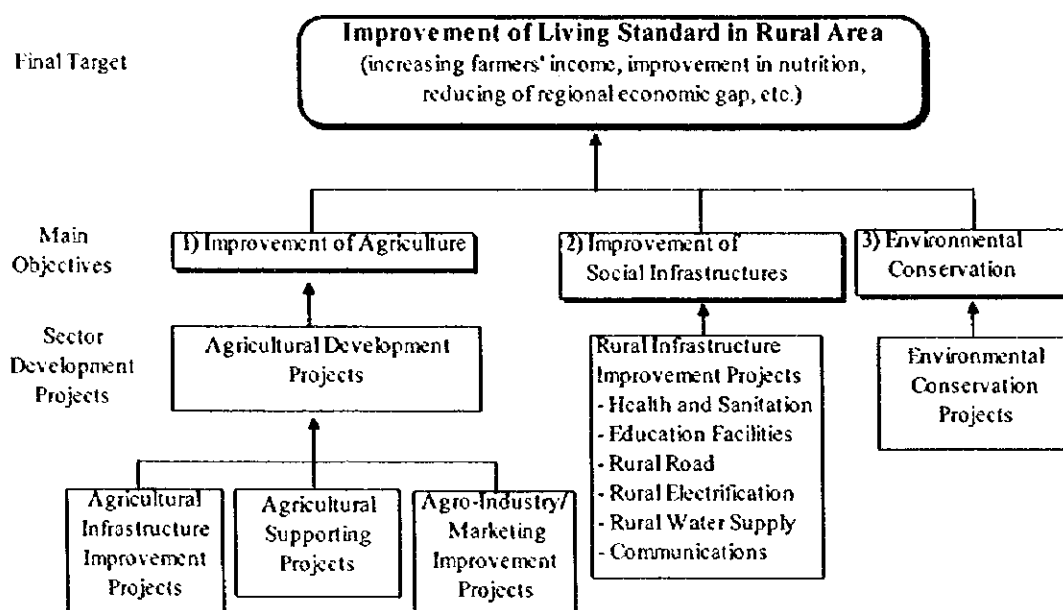 Final Target
Improvement of Living Standard in Rural Area
(increasing farmers' income, improvement in nutrition,
reducing of regional economic gap, etc.)
Main
Objectives
1) Improvement of Agriculture
2) Improvement of
Social Infrastructures
3) Environmental
Conservation
Sector
Development
Projects
Agricultural Development
Projects
Rural Infrastructure
Improvement Projects
- Health and Sanitation
- Education Facilities
- Rural Road
- Rural Electrification
- Rural Water Supply
- Communications
Environmental
Conservation Projects
Agricultural
Infrastructure
Improvement
Projects
Agricultural
Supporting
Projects
Agro-Industry/
Marketing
Improvement
Projects